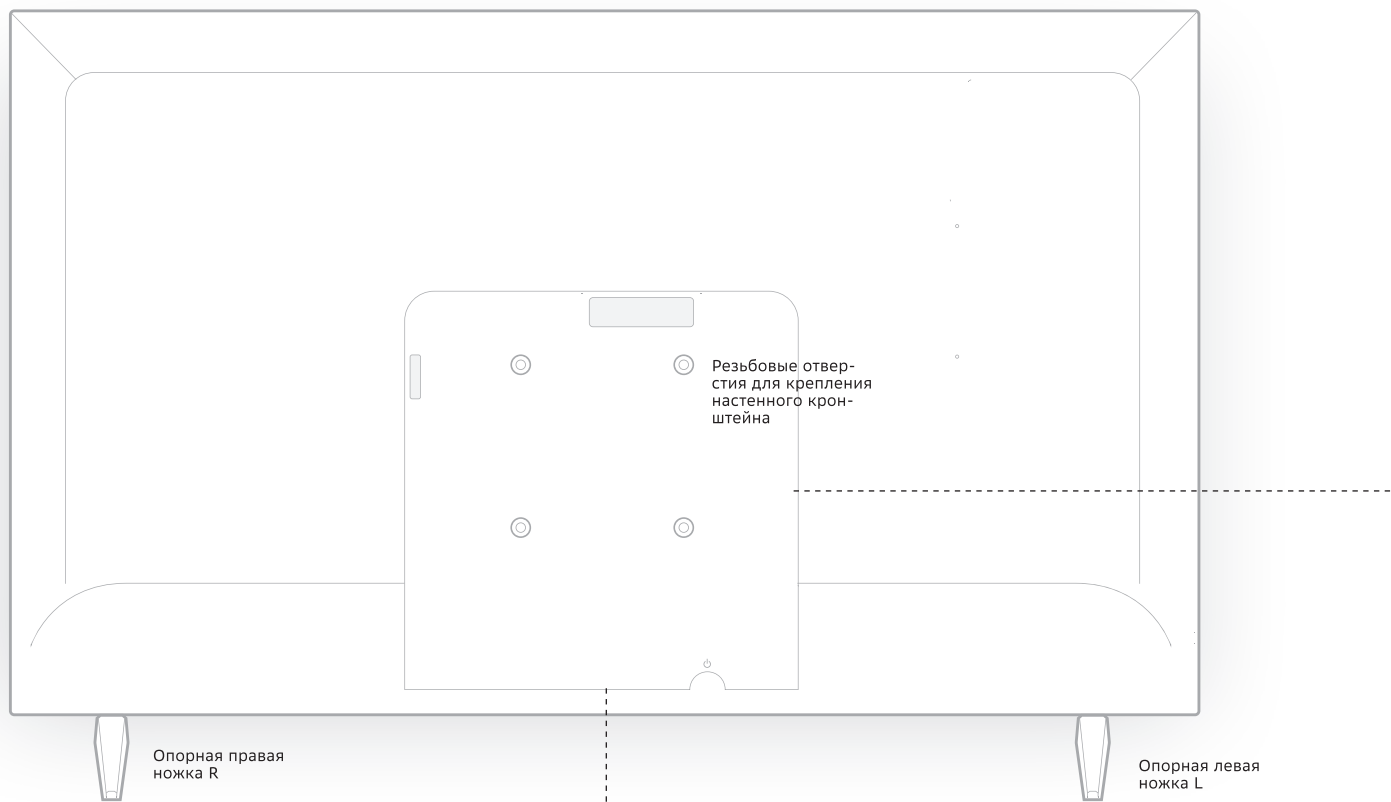 Резьбовые отвер-
стия для крепления
настенного крон-
штейна
Опорная правая
ножка R
Опорная левая
ножка L